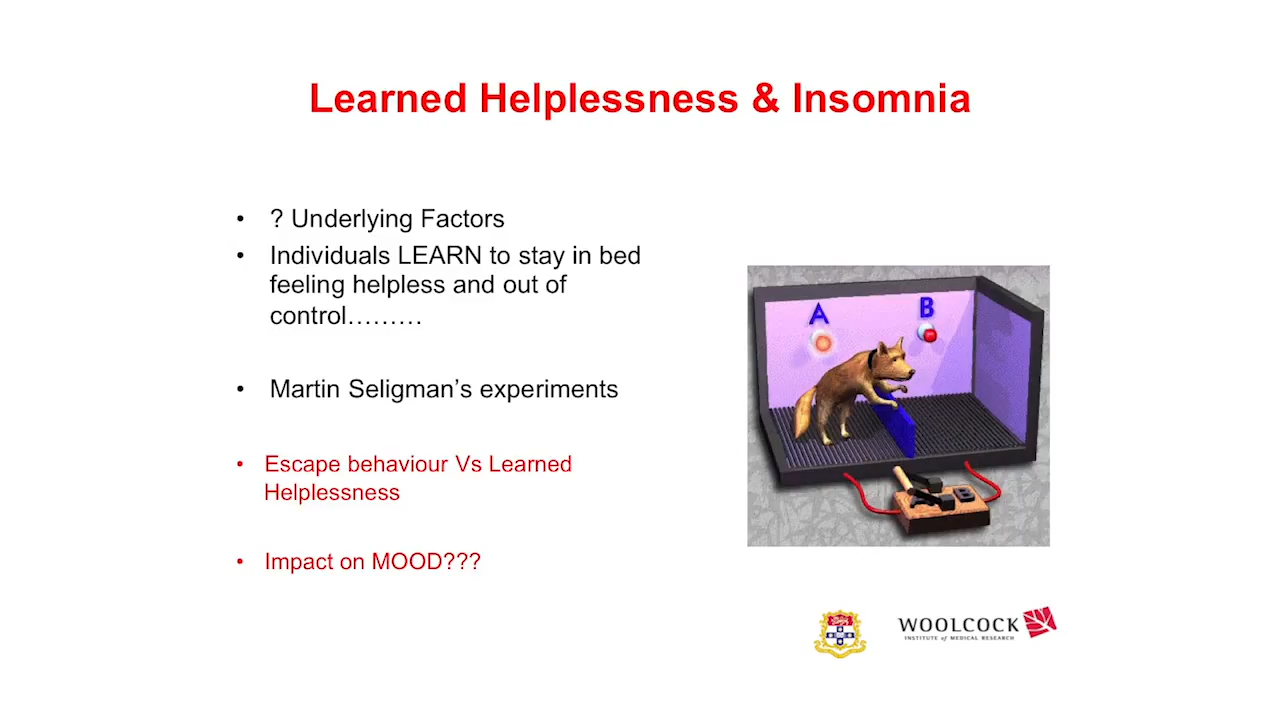 Learned Helplessness & Insomnia
• ? Underlying Factors
• Individuals LEARN to stay in bed
feeling helpless and out of
control………
• Martin Seligman’s experiments
• Escape behaviour Vs Learned
Helplessness
• Impact on MOOD???
A
B
A B
WOOLCOCK
INSTITUTE of MEDICAL RESEARCH